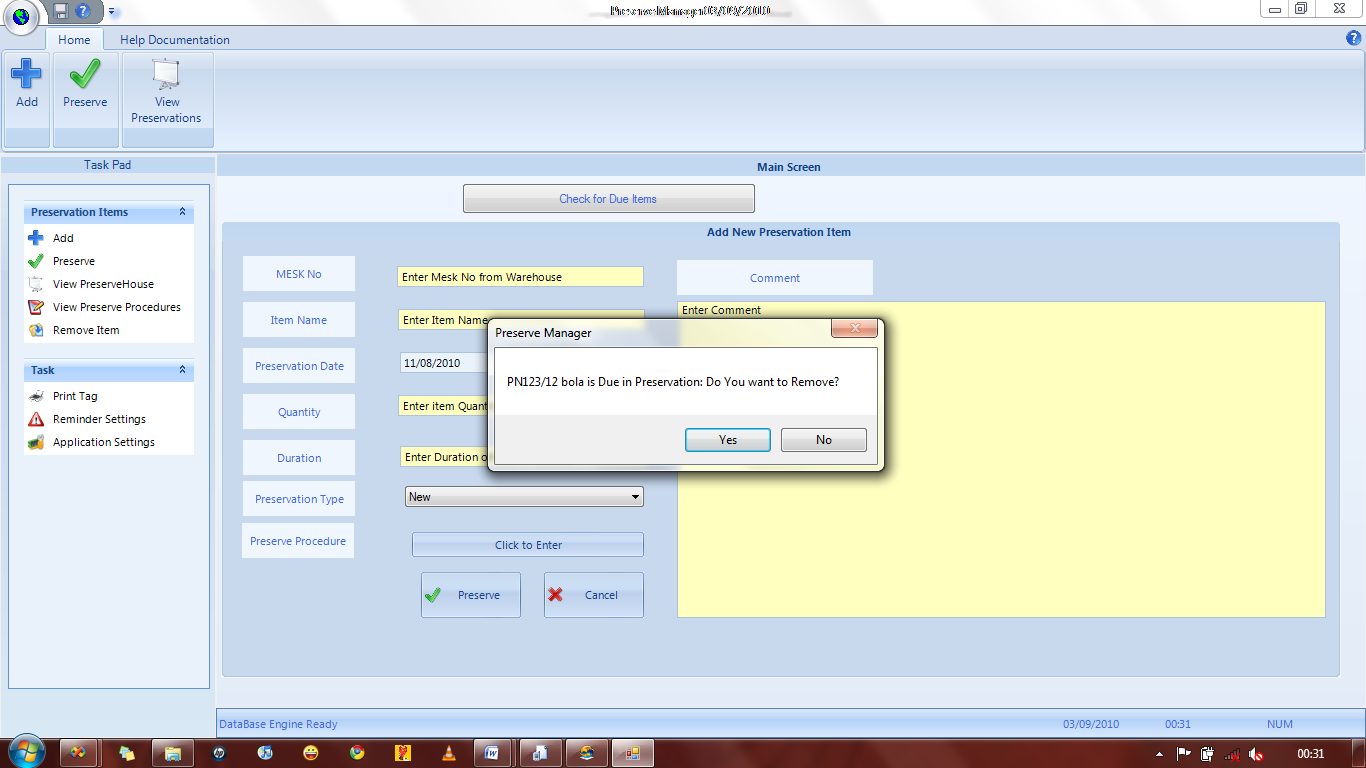 PreserveManager03/09/2010
Home
Help Documentation
Add
Preserve
View
Preservations
Task Pad
Main Screen
Check for Due Items
Preservation Items
Add
Preserve
View PreserveHouse
View Preserve Procedures
Remove Item
Task
Print Tag
Reminder Settings
Application Settings
Add New Preservation Item
MESK No
Enter Mesk No from Warehouse
Comment
Item Name
Enter Item Name
Enter Comment
Preservation Date
11/08/2010
Quantity
Enter item Quant
Duration
Enter Duration o
Preservation Type
New
Preserve Procedure
Click to Enter
Preserve
Cancel
Preserve Manager
PN123/12 bola is Due in Preservation: Do You want to Remove?
Yes
No
DataBase Engine Ready
03/09/2010
00:31
NUM
00:31